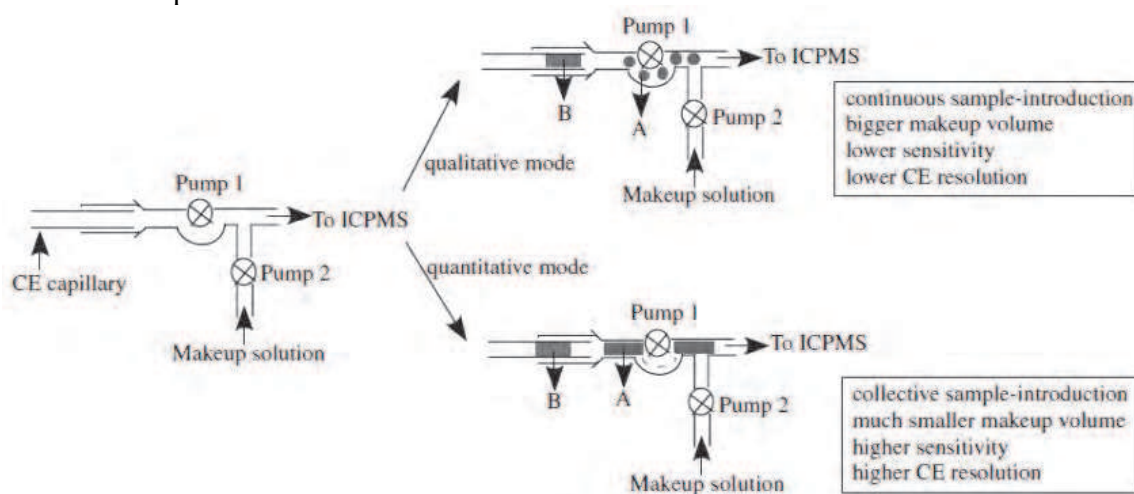 Pump 1
To ICPMS
B
A
Pump 2
Makeup solution
continuous sample-introduction
bigger makeup volume
lower sensitivity
lower CE resolution
qualitative mode
Pump 1
To ICPMS
CE capillary
Pump 2
Makeup solution
quantitative mode
Pump 1
To ICPMS
B
A
Pump 2
Makeup solution
collective sample-introduction
much smaller makeup volume
higher sensitivity
higher CE resolution